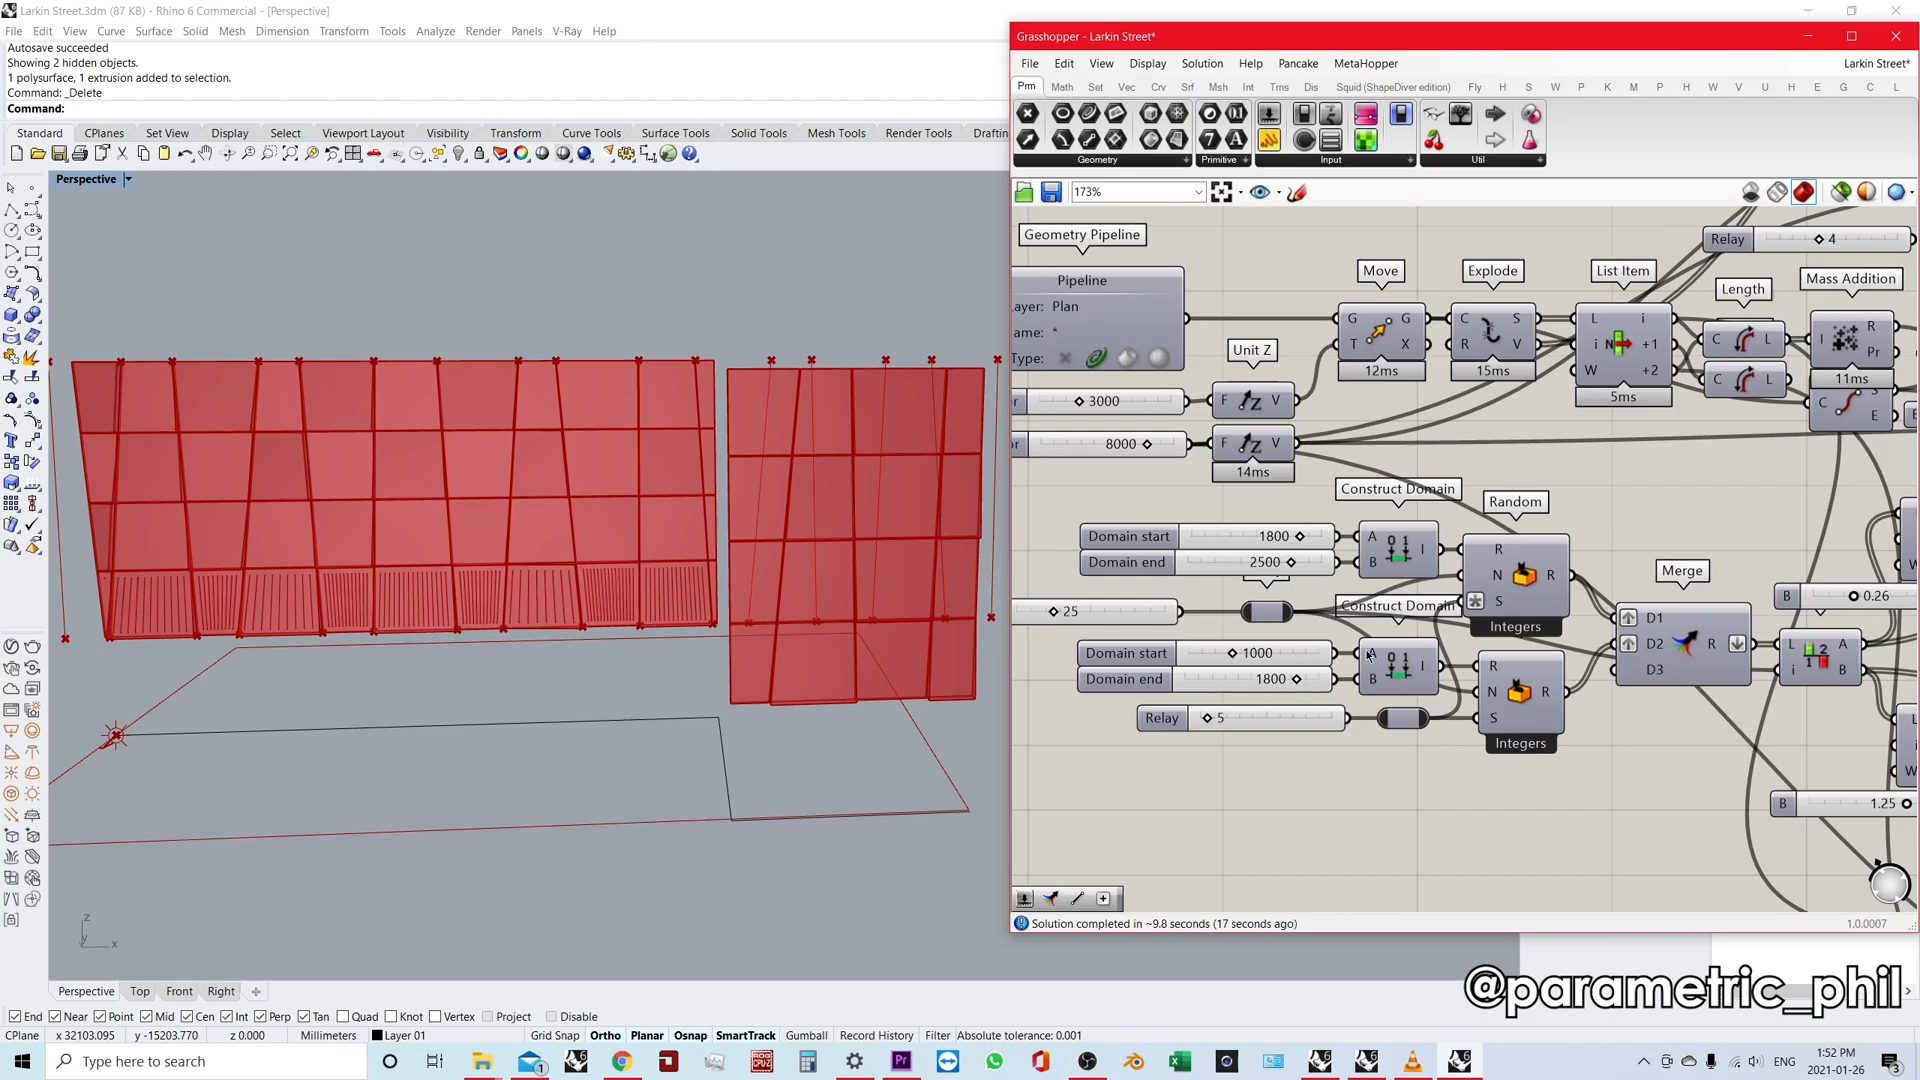 Larkin Street.3dm (87 KB) - Rhino 6 Commercial - [Perspective]
File Edit View Curve Surface Solid Mesh Dimension Transform Tools Analyze Render Panels V-Ray Help
Autosave succeeded
Showing 2 hidden objects.
1 polysurface, 1 extrusion added to selection.
Command: _Delete
Command:
Standard CPlanes Set View Display Select Viewport Layout Visibility Transform Curve Tools Surface Tools Solid Tools Mesh Tools Render Tools Draftin
Perspective
z
y
x
Perspective Top Front Right
End Near Point Mid Cen Int Perp Tan Quad Knot Vertex Project Disable
CPlane x 32103.095 y -15203.770 z 0.000 Millimeters Layer 01 Grid Snap Ortho Planar Osnap SmartTrack Gumball Record History Filter Absolute tolerance: 0.001
Grasshopper - Larkin Street*
File Edit View Display Solution Help Pancake MetaHopper Larkin Street*
Prm Math Set Vec Crv Srf Msh Int Trns Dis Squid (ShapeDiver edition) Fly H S W P K M P H W V U H E G C L
Geometry Primitive Input Util
173%
Geometry Pipeline
Pipeline
ayer: Plan
ame: *
Type:
Relay 4
Move
G G
T X
12ms
Explode
C S
R V
15ms
List Item
L i
i +1
W +2
5ms
Length
C L
C L
Mass Addition
I R
Pr
11ms
C S
E
Unit Z
or 3000
F V
or 8000
F V
14ms
Construct Domain
Domain start 1800
Domain end 2500
A I
B
Random
R
N R
S
Integers
25
Construct Domain
Domain start 1000
Domain end 1800
A I
B
Relay 5
R
N R
S
Integers
Merge
D1
D2 R
D3
B 0.26
L A
i B
B 1.25
W
L
i
W
Solution completed in ~9.8 seconds (17 seconds ago)
1.0.0007
@parametric_phil
Type here to search
1
Pr
ENG
1:52 PM
2021-01-26
3